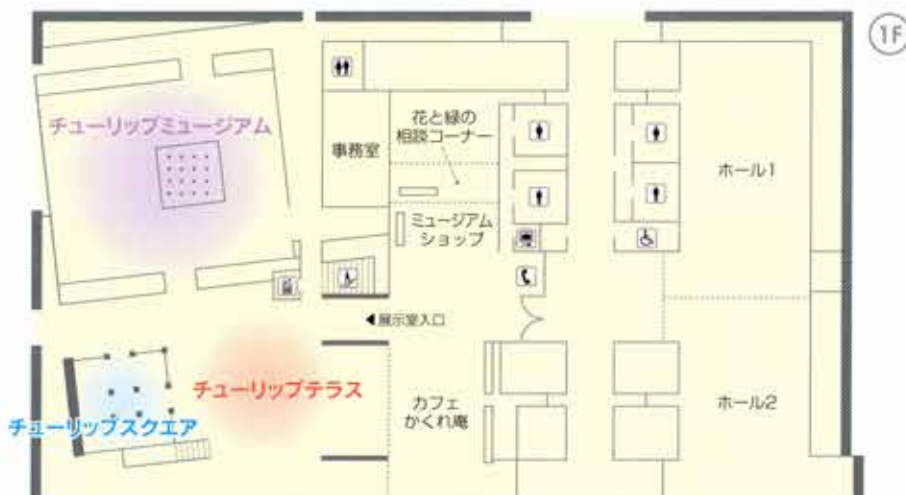 1F
チューリップミュージアム
事務室
花と緑の
相談コーナー
ミュージアム
ショップ
ホール1
◀展示室入口
チューリップテラス
チューリップスクエア
カフェ
かくれ庵
ホール2